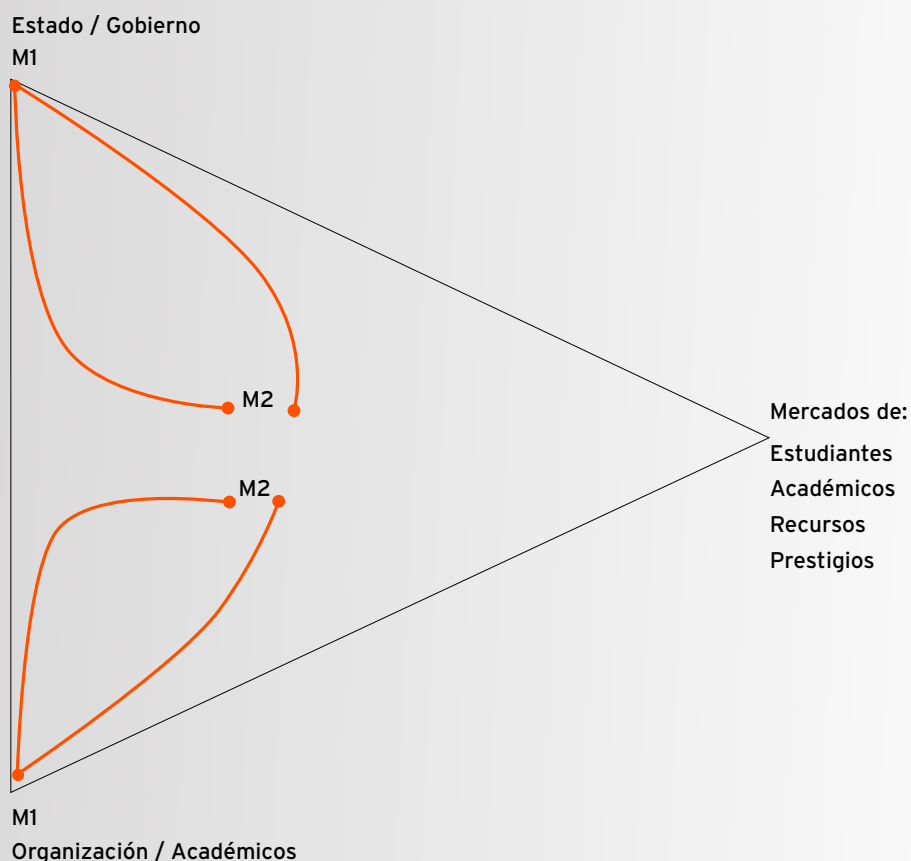 Estado / Gobierno
M1
M2
Mercados de:
Estudiantes
M2
Académicos
Recursos
Prestigios
M1
Organización / Académicos